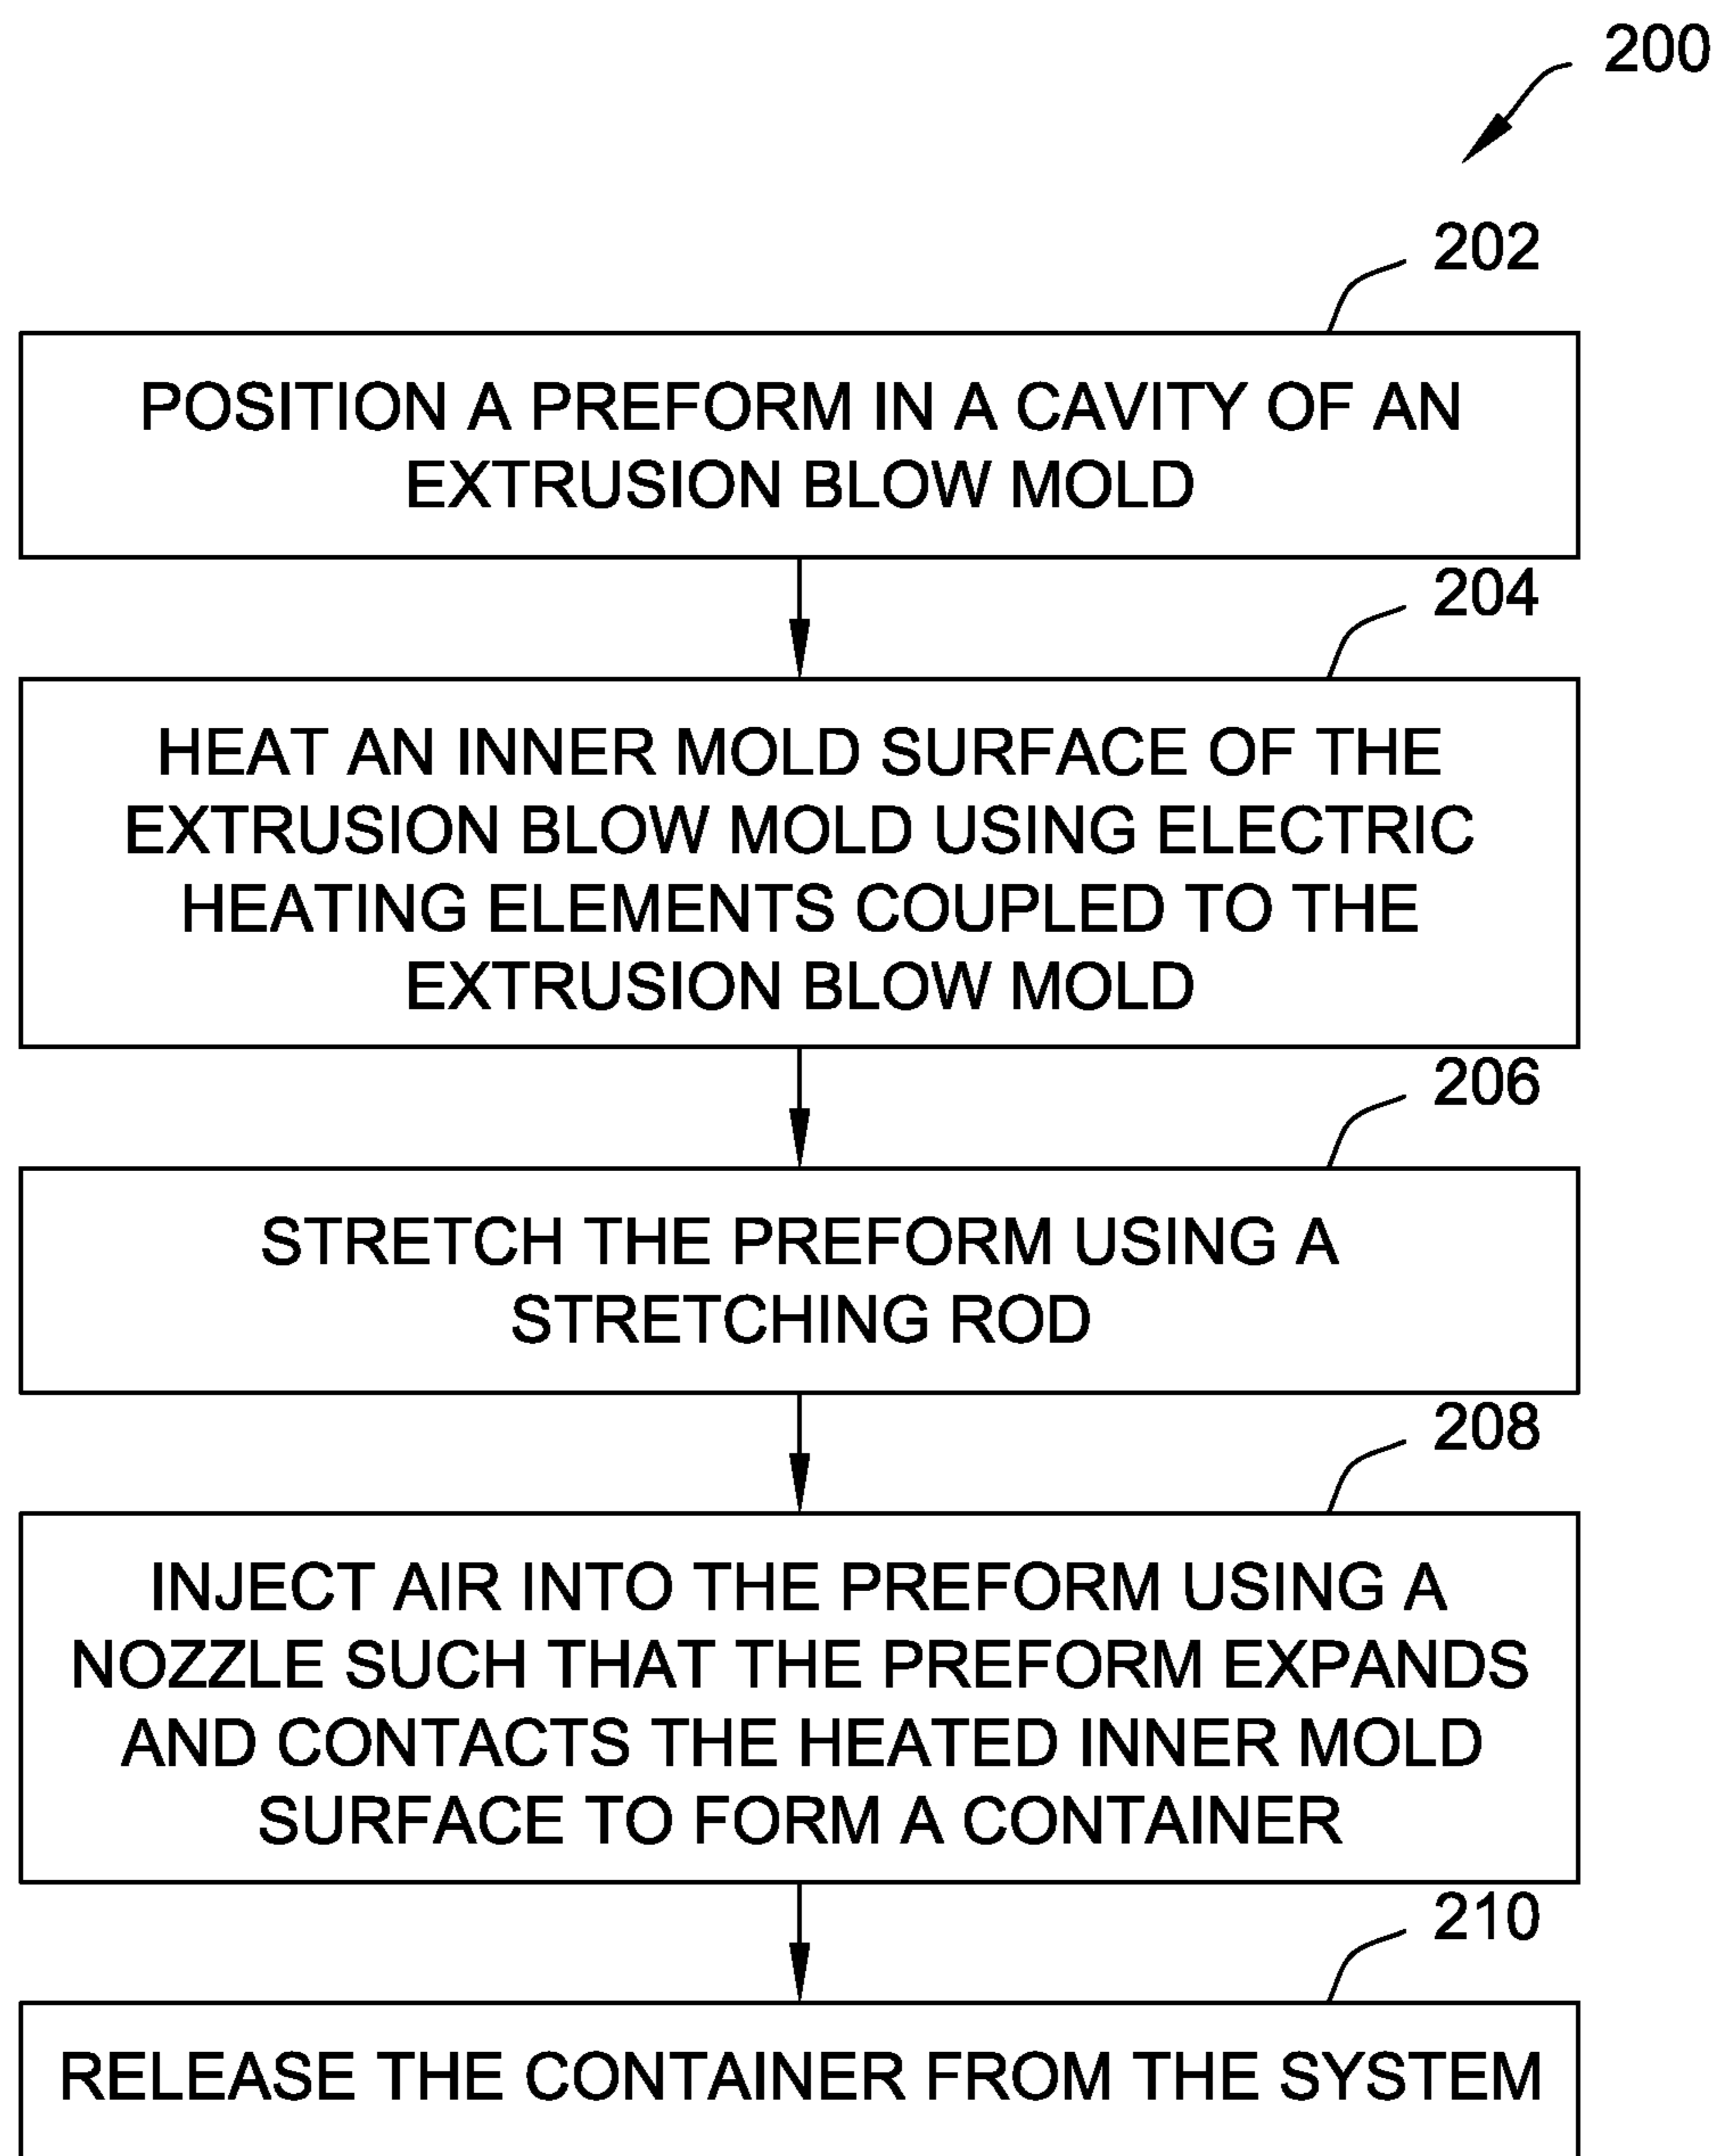 200
202
POSITION A PREFORM IN A CAVITY OF AN
EXTRUSION BLOW MOLD
204
HEAT AN INNER MOLD SURFACE OF THE
EXTRUSION BLOW MOLD USING ELECTRIC
HEATING ELEMENTS COUPLED TO THE
EXTRUSION BLOW MOLD
206
STRETCH THE PREFORM USING A
STRETCHING ROD
208
INJECT AIR INTO THE PREFORM USING A
NOZZLE SUCH THAT THE PREFORM EXPANDS
AND CONTACTS THE HEATED INNER MOLD
SURFACE TO FORM A CONTAINER
210
RELEASE THE CONTAINER FROM THE SYSTEM